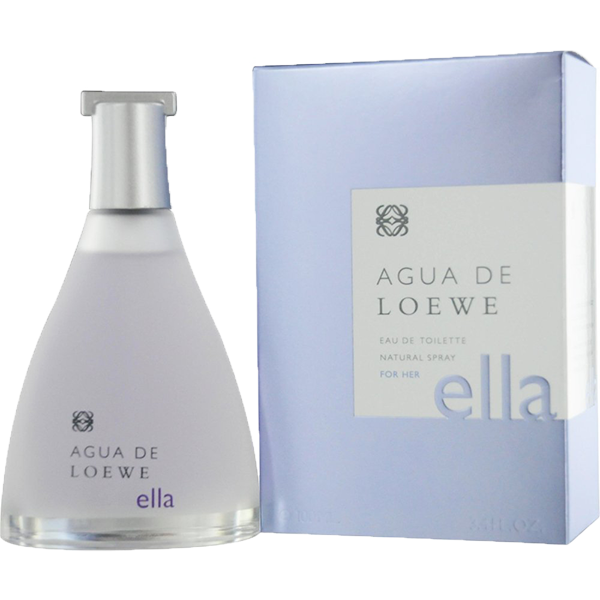 AGUA DE
LOEWE
ella
AGUA DE
LOEWE
EAU DE TOILETTE
NATURAL SPRAY
FOR HER
ella